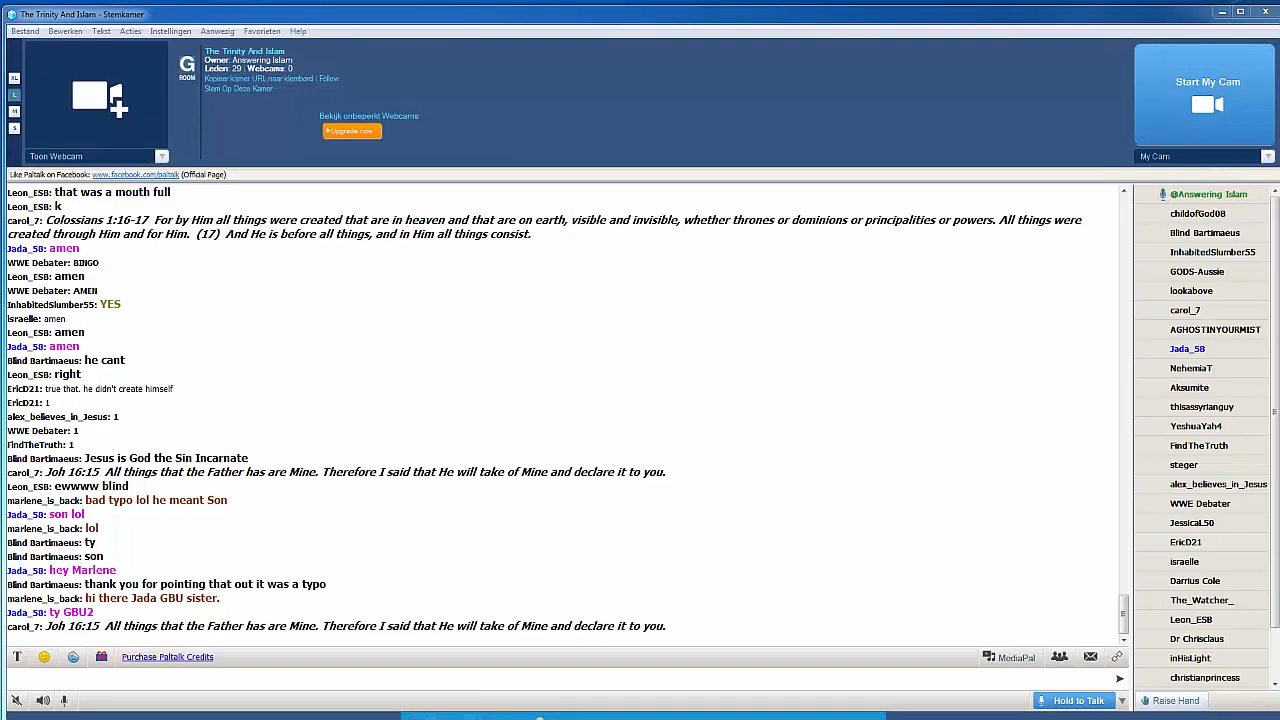 The Trinity And Islam - Stemkamer
Bestand Bewerken Tekst Acties Instellingen Aanwezig Favorieten Help
XL
L
M
S
Toon Webcam
G
ROOM
The Trinity And Islam
Owner: Answering Islam
Leden: 29 | Webcams: 0
Kopieer kamer URL naar klembord | Follow
Stem Op Deze Kamer
Bekijk onbeperkt Webcams
Upgrade now
Start My Cam
My Cam
Like Paltalk on Facebook: www.facebook.com/paltalk (Official Page)
Leon_ESB: that was a mouth full
Leon_ESB: k
carol_7: Colossians 1:16-17 For by Him all things were created that are in heaven and that are on earth, visible and invisible, whether thrones or dominions or principalities or powers. All things were
created through Him and for Him. (17) And He is before all things, and in Him all things consist.
Jada_58: amen
WWE Debater: BINGO
Leon_ESB: amen
WWE Debater: AMEN
InhabitedSlumber55: YES
israelle: amen
Leon_ESB: amen
Jada_58: amen
Blind Bartimaeus: he cant
Leon_ESB: right
EricD21: true that. he didn't create himself
EricD21: 1
alex_believes_in_Jesus: 1
WWE Debater: 1
FindTheTruth: 1
Blind Bartimaeus: Jesus is God the Sin Incarnate
carol_7: Joh 16:15 All things that the Father has are Mine. Therefore I said that He will take of Mine and declare it to you.
Leon_ESB: ewwww blind
marlene_is_back: bad typo lol he meant Son
Jada_58: son lol
marlene_is_back: lol
Blind Bartimaeus: ty
Blind Bartimaeus: son
Jada_58: hey Marlene
Blind Bartimaeus: thank you for pointing that out it was a typo
marlene_is_back: hi there Jada GBU sister.
Jada_58: ty GBU2
carol_7: Joh 16:15 All things that the Father has are Mine. Therefore I said that He will take of Mine and declare it to you.
@Answering Islam
childofGod08
Blind Bartimaeus
InhabitedSlumber55
GODS-Aussie
lookabove
carol_7
AGHOSTINYOURMIST
Jada_58
NehemiaT
Aksumite
thisassyrianguy
YeshuaYah4
FindTheTruth
steger
alex_believes_in_Jesus
WWE Debater
JessicaL50
EricD21
israelle
Darrius Cole
The_Watcher_
Leon_ESB
Dr Chrisclaus
inHisLight
christianprincess
T Purchase Paltalk Credits MediaPal
Hold to Talk Raise Hand